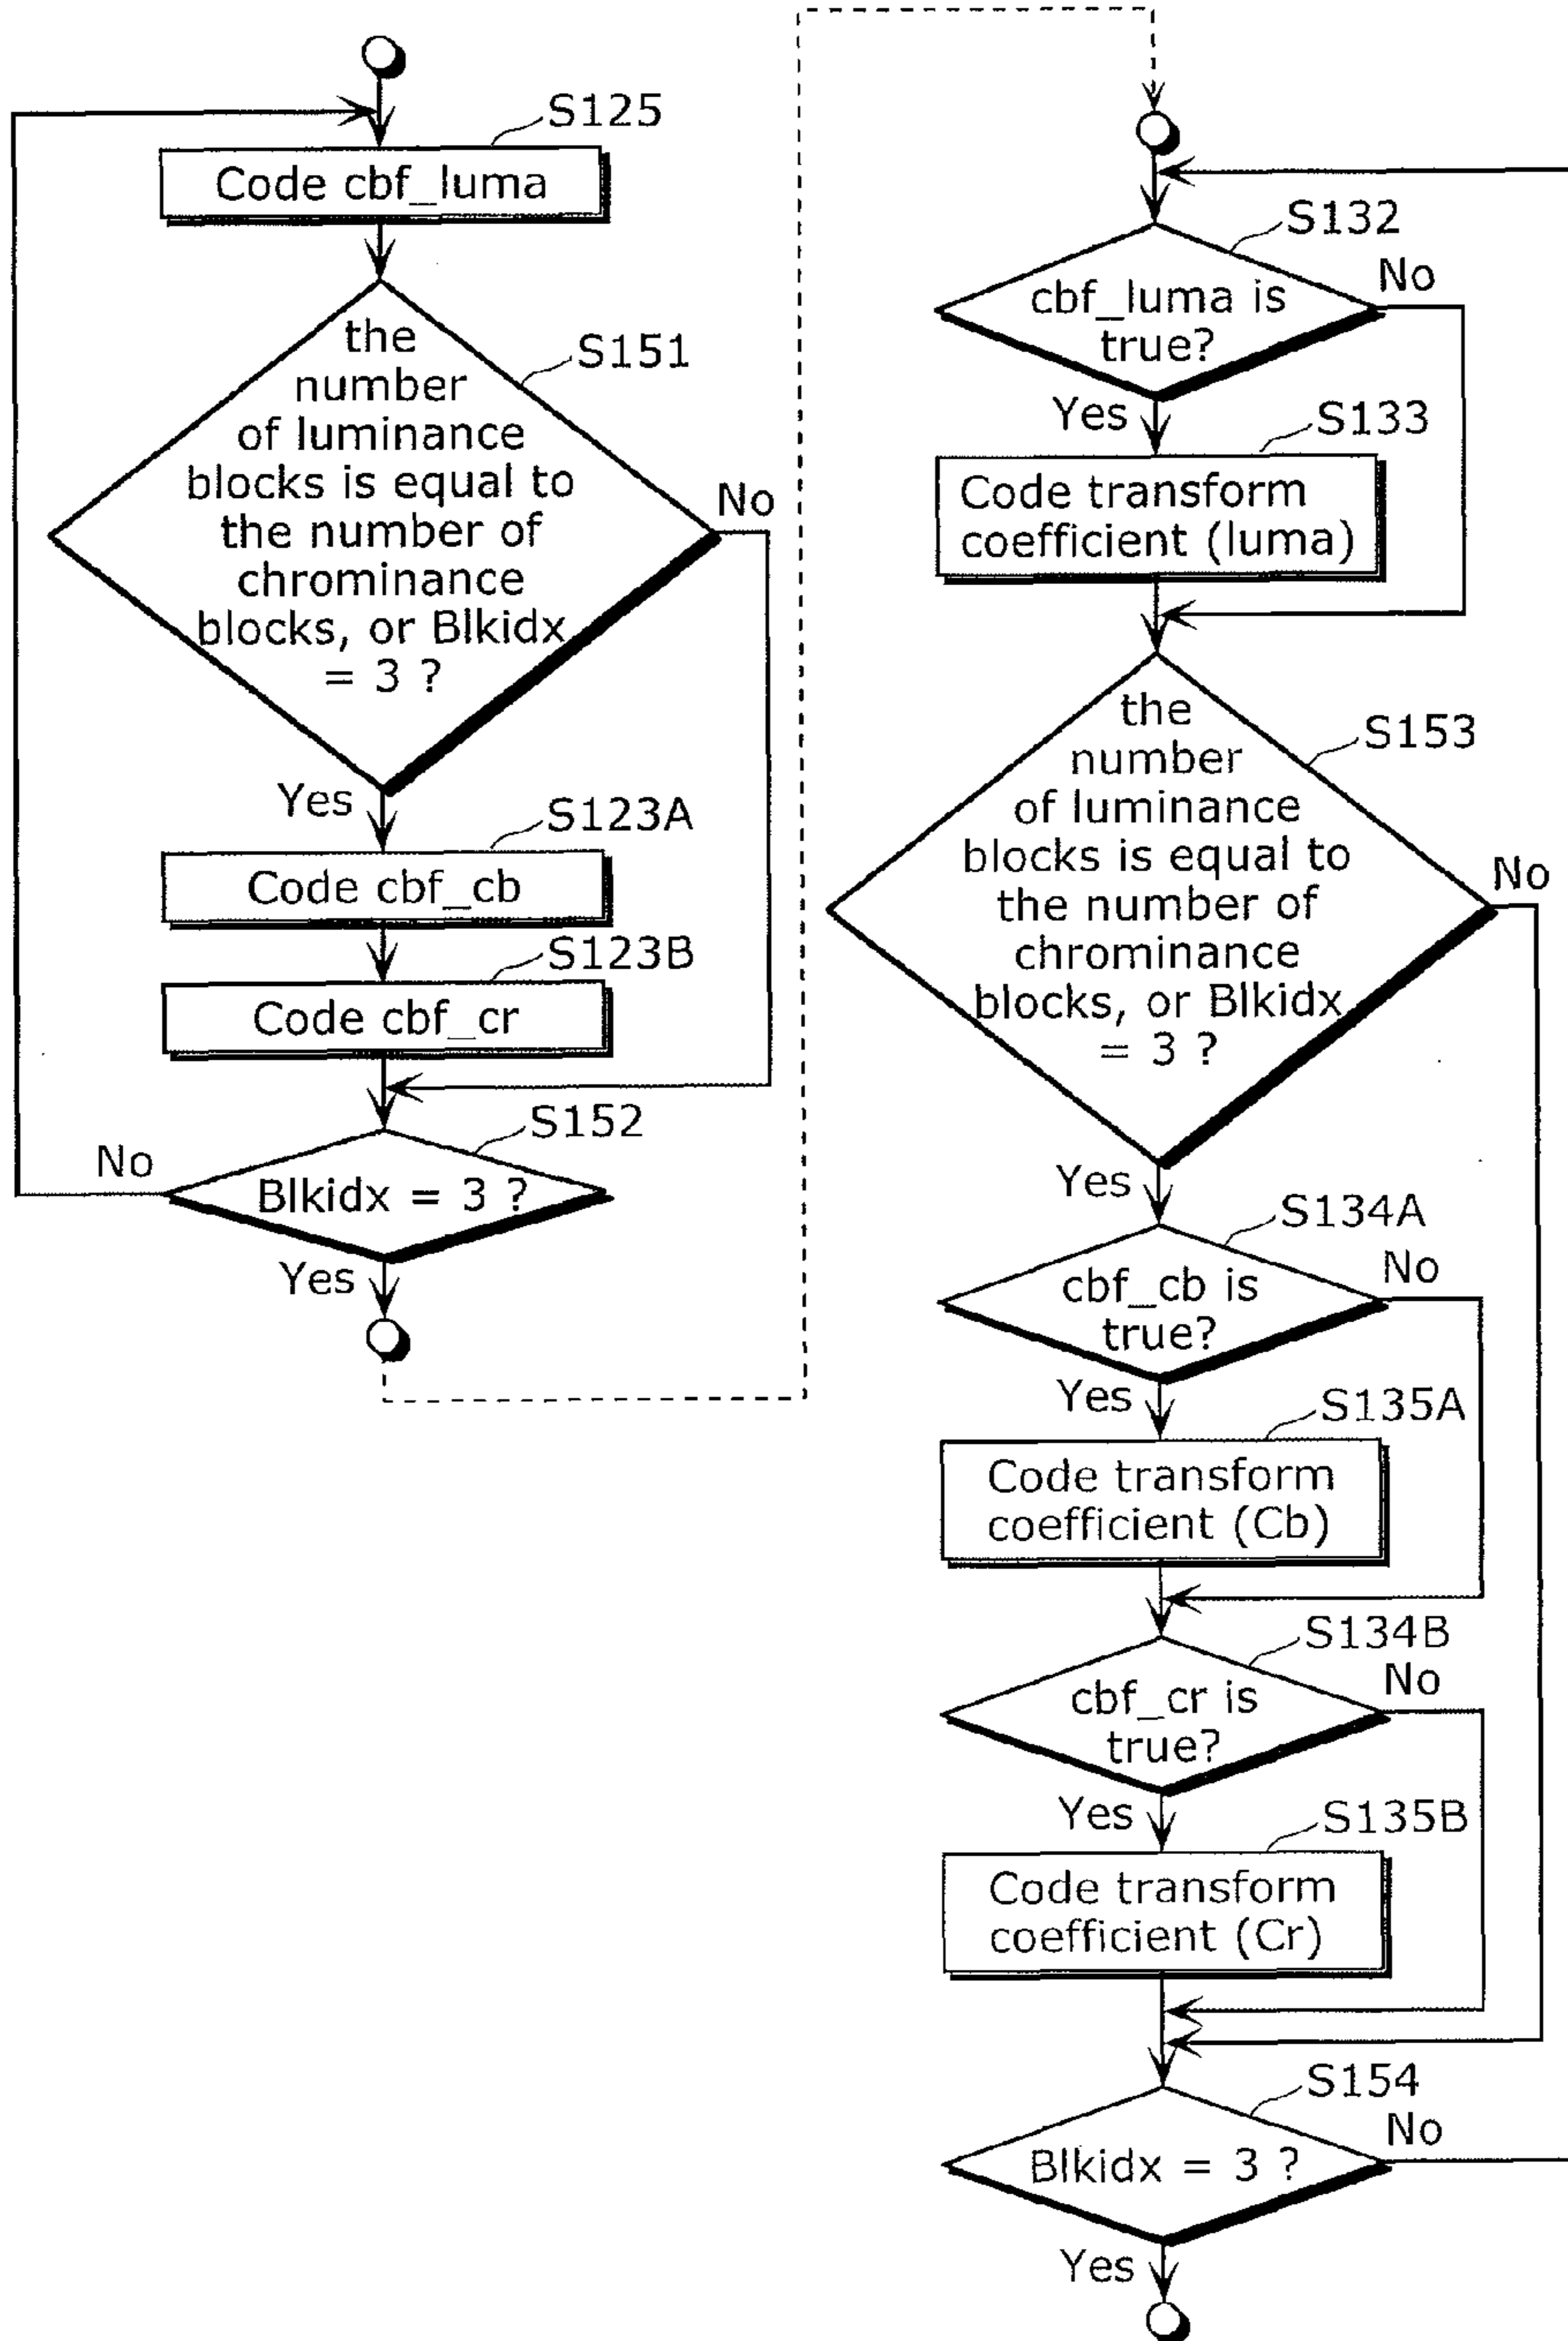 S125
Code cbf_luma
S151
the
number
of luminance
blocks is equal to
the number of
chrominance
blocks, or Blkidx
= 3 ?
No
Yes
S123A
Code cbf_cb
S123B
Code cbf_cr
S152
No
Blkidx = 3 ?
Yes
S132
No
cbf_luma is
true?
Yes
S133
Code transform
coefficient (luma)
S153
the
number
of luminance
blocks is equal to
the number of
chrominance
blocks, or Blkidx
= 3 ?
No
Yes
S134A
No
cbf_cb is
true?
Yes
S135A
Code transform
coefficient (Cb)
S134B
No
cbf_cr is
true?
Yes
S135B
Code transform
coefficient (Cr)
S154
No
Blkidx = 3 ?
Yes